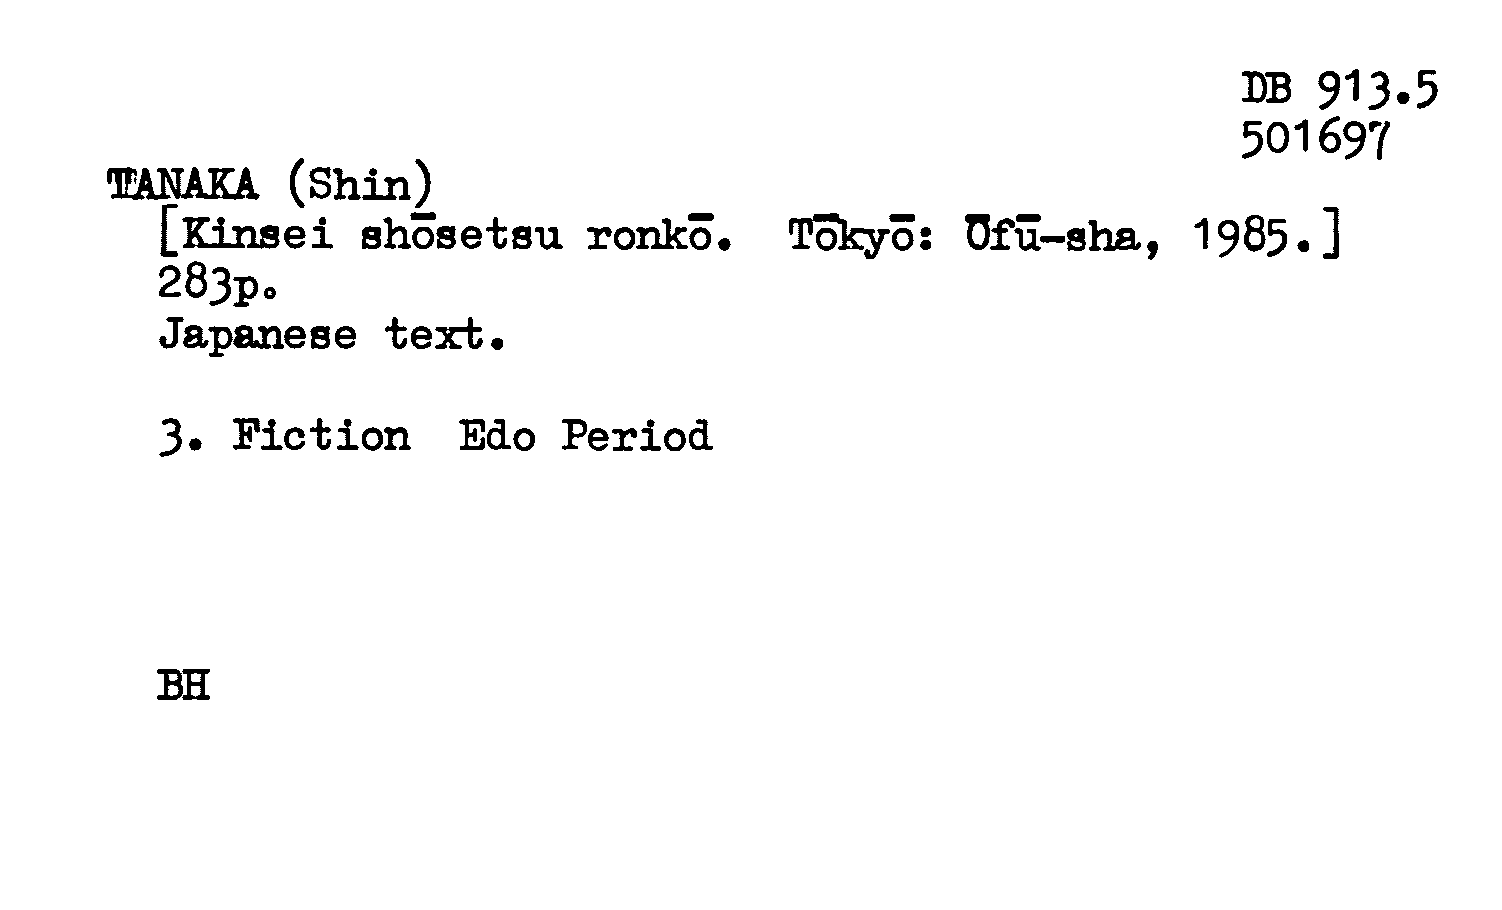 DB 913.5
501697
TANAKA (Shin)
[Kinsei shōsetsu ronkō. Tōkyō: Ōfū-sha, 1985.]
283p.
Japanese text.
3. Fiction Edo Period
BH